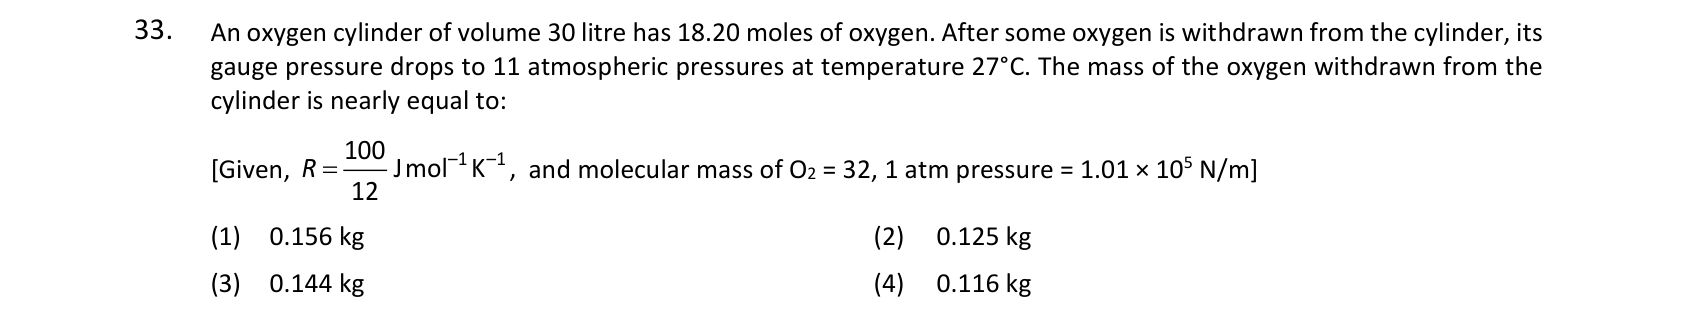 33. An oxygen cylinder of volume 30 litre has 18.20 moles of oxygen. After some oxygen is withdrawn from the cylinder, its
gauge pressure drops to 11 atmospheric pressures at temperature 27°C. The mass of the oxygen withdrawn from the
cylinder is nearly equal to:
[Given, R = 100/12 J mol⁻¹ K⁻¹, and molecular mass of O₂ = 32, 1 atm pressure = 1.01 × 10⁵ N/m]
(1) 0.156 kg (2) 0.125 kg
(3) 0.144 kg (4) 0.116 kg